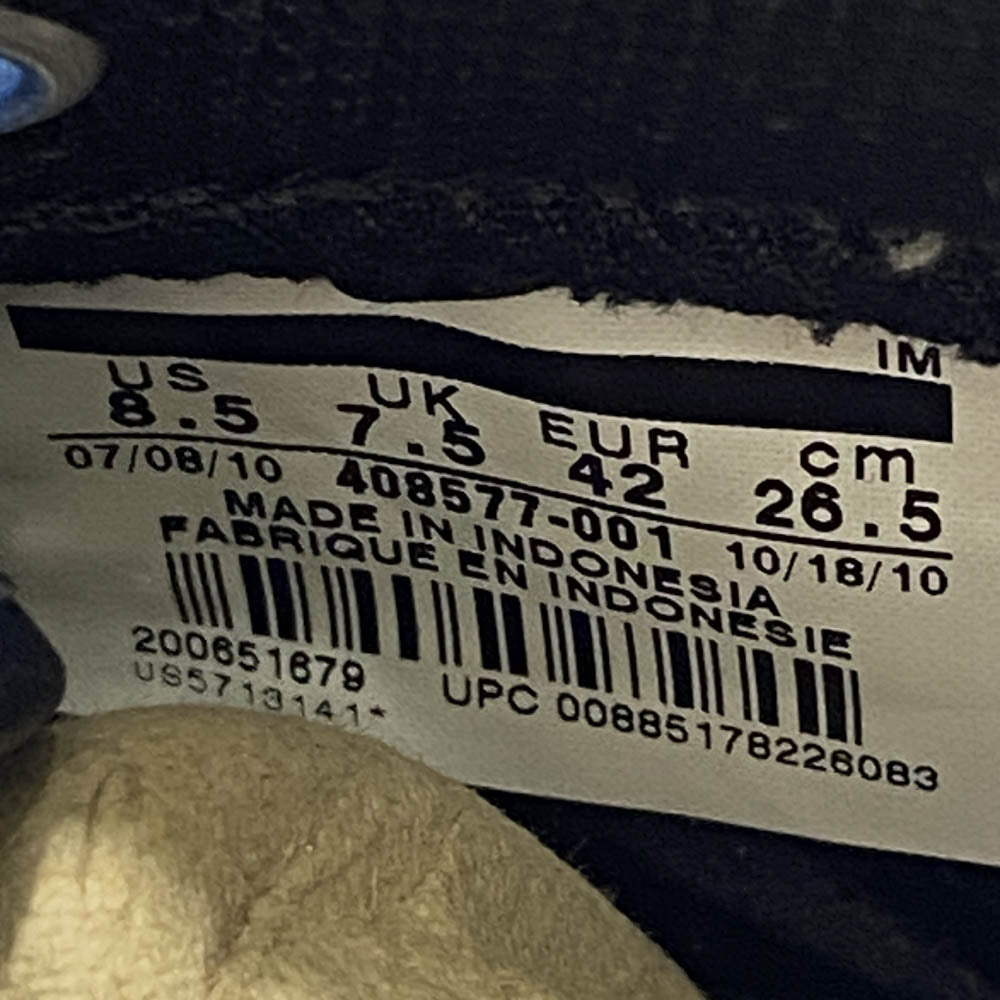 IM
US UK EUR cm
8.5 7.5 42 26.5
07/08/10 408577-001 10/18/10
MADE IN INDONESIA
FABRIQUE EN INDONESIE
200651679 UPC 00885178226083
US5713141*